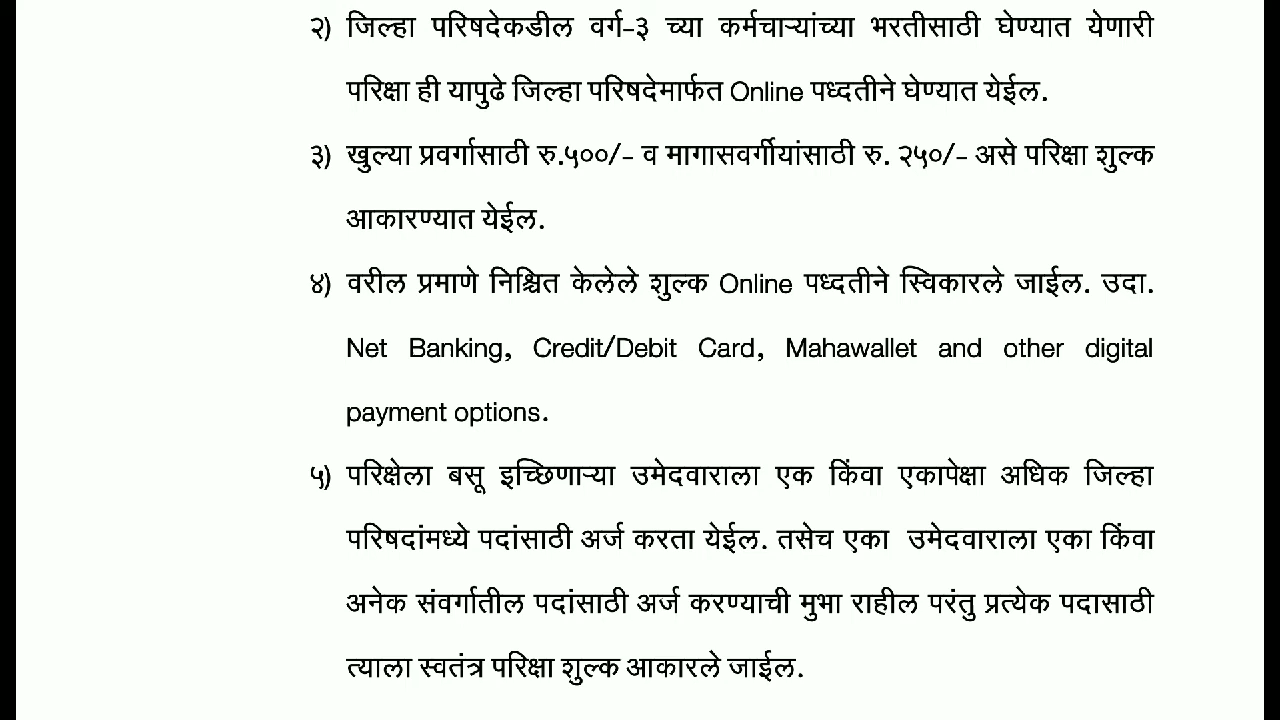 २) जिल्हा परिषदेकडील वर्ग-३ च्या कर्मचाऱ्यांच्या भरतीसाठी घेण्यात येणारी
परिक्षा ही यापुढे जिल्हा परिषदेमार्फत Online पध्दतीने घेण्यात येईल.
३) खुल्या प्रवर्गासाठी रु.५००/- व मागासवर्गीयांसाठी रु. २५०/- असे परिक्षा शुल्क
आकारण्यात येईल.
४) वरील प्रमाणे निश्चित केलेले शुल्क Online पध्दतीने स्विकारले जाईल. उदा.
Net Banking, Credit/Debit Card, Mahawallet and other digital
payment options.
५) परिक्षेला बसू इच्छिणाऱ्या उमेदवाराला एक किंवा एकापेक्षा अधिक जिल्हा
परिषदांमध्ये पदांसाठी अर्ज करता येईल. तसेच एका उमेदवाराला एका किंवा
अनेक संवर्गातील पदांसाठी अर्ज करण्याची मुभा राहील परंतु प्रत्येक पदासाठी
त्याला स्वतंत्र परिक्षा शुल्क आकारले जाईल.